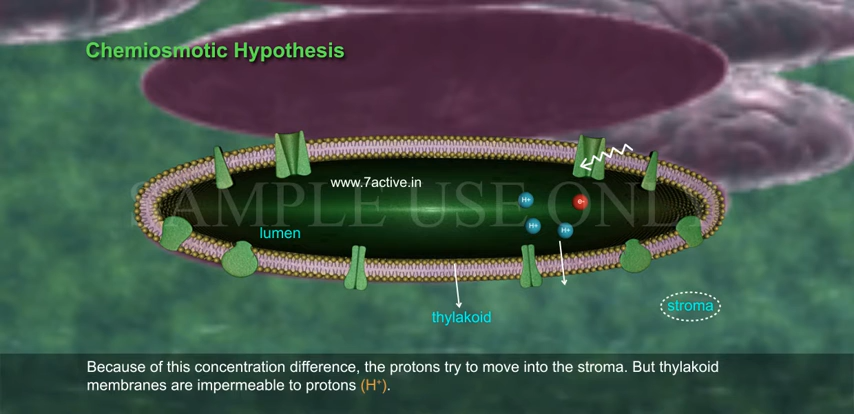 Chemiosmotic Hypothesis
www.7active.in
H+
e-
SAMPLE USE ONLY
lumen
H+
H+
stroma
thylakoid
Because of this concentration difference, the protons try to move into the stroma. But thylakoid
membranes are impermeable to protons (H⁺).